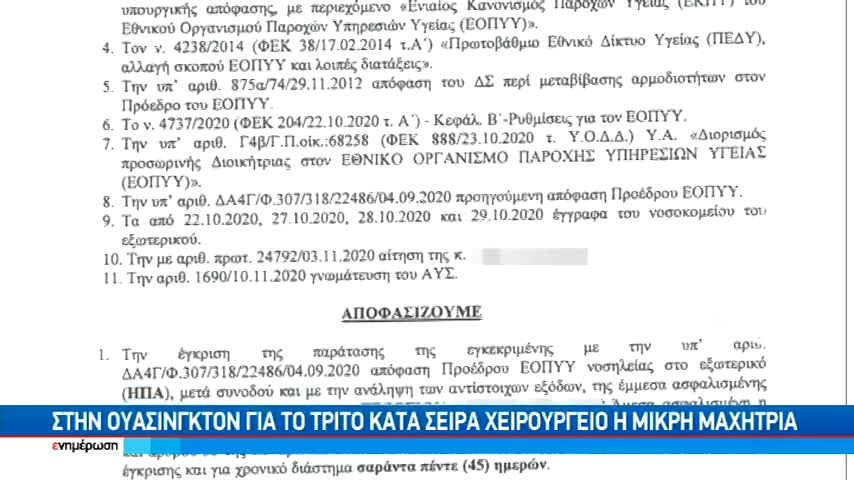 υπουργικής απόφασης, με περιεχόμενο «Ενιαίος Κανονισμός Παροχών Υγείας (ΕΚΠΥ) του
Εθνικού Οργανισμού Παροχών Υπηρεσιών Υγείας (ΕΟΠΥΥ)».
4. Τον ν. 4238/2014 (ΦΕΚ 38/17.02.2014 τ.Α΄) «Πρωτοβάθμιο Εθνικό Δίκτυο Υγείας (ΠΕΔΥ),
αλλαγή σκοπού ΕΟΠΥΥ και λοιπές διατάξεις».
5. Την υπ’ αριθ. 875α/74/29.11.2012 απόφαση του ΔΣ περί μεταβίβασης αρμοδιοτήτων στον
Πρόεδρο του ΕΟΠΥΥ.
6. Το ν. 4737/2020 (ΦΕΚ 204/22.10.2020 τ. Α΄) - Κεφάλ. Β΄-Ρυθμίσεις για τον ΕΟΠΥΥ.
7. Την υπ’ αριθμ. Γ4β/Γ.Π.οίκ.:68258 (ΦΕΚ 888/23.10.2020 τ. Υ.Ο.Δ.Δ.) Υ.Α. «Διορισμός
προσωρινής Διοικήτριας στον ΕΘΝΙΚΟ ΟΡΓΑΝΙΣΜΟ ΠΑΡΟΧΗΣ ΥΠΗΡΕΣΙΩΝ ΥΓΕΙΑΣ
(ΕΟΠΥΥ)».
8. Την υπ’ αριθ. ΔΑ4Γ/Φ.307/318/22486/04.09.2020 προηγούμενη απόφαση Προέδρου ΕΟΠΥΥ.
9. Τα από 22.10.2020, 27.10.2020, 28.10.2020 και 29.10.2020 έγγραφα του νοσοκομείου του
εξωτερικού.
10. Την με αριθ. πρωτ. 24792/03.11.2020 αίτηση της κ.
11. Την αριθ. 1690/10.11.2020 γνωμάτευση του ΑΥΣ.
ΑΠΟΦΑΣΙΖΟΥΜΕ
1. Την έγκριση της παράτασης της εγκεκριμένης με την υπ’ αριθ.
ΔΑ4Γ/Φ.307/318/22486/04.09.2020 απόφαση Προέδρου ΕΟΠΥΥ νοσηλείας στο εξωτερικό
(ΗΠΑ), μετά συνοδού και με την ανάληψη των αντίστοιχων εξόδων, της έμμεσα ασφαλισμένης
ΣΤΗΝ ΟΥΑΣΙΝΓΚΤΟΝ ΓΙΑ ΤΟ ΤΡΙΤΟ ΚΑΤΑ ΣΕΙΡΑ ΧΕΙΡΟΥΡΓΕΙΟ Η ΜΙΚΡΗ ΜΑΧΗΤΡΙΑ
ενημέρωση
έγκρισης και για χρονικό διάστημα σαράντα πέντε (45) ημερών.